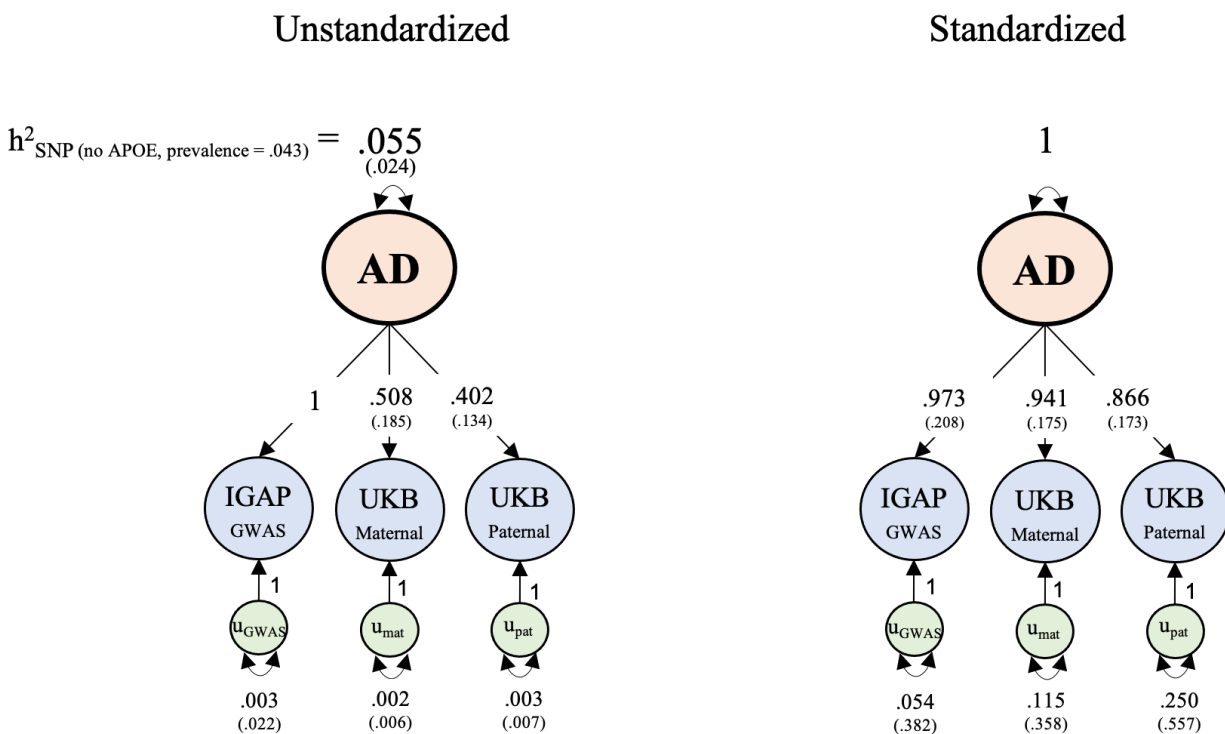 Unstandardized Standardized
h²SNP (no APOE, prevalence = .043) = .055 1
(.024)
AD AD
1 .508 .402 .973 .941 .866
(.185) (.134) (.208) (.175) (.173)
IGAP UKB UKB IGAP UKB UKB
GWAS Maternal Paternal GWAS Maternal Paternal
1 1 1 1 1 1
uGWAS umat upat uGWAS umat upat
.003 .002 .003 .054 .115 .250
(.022) (.006) (.007) (.382) (.358) (.557)